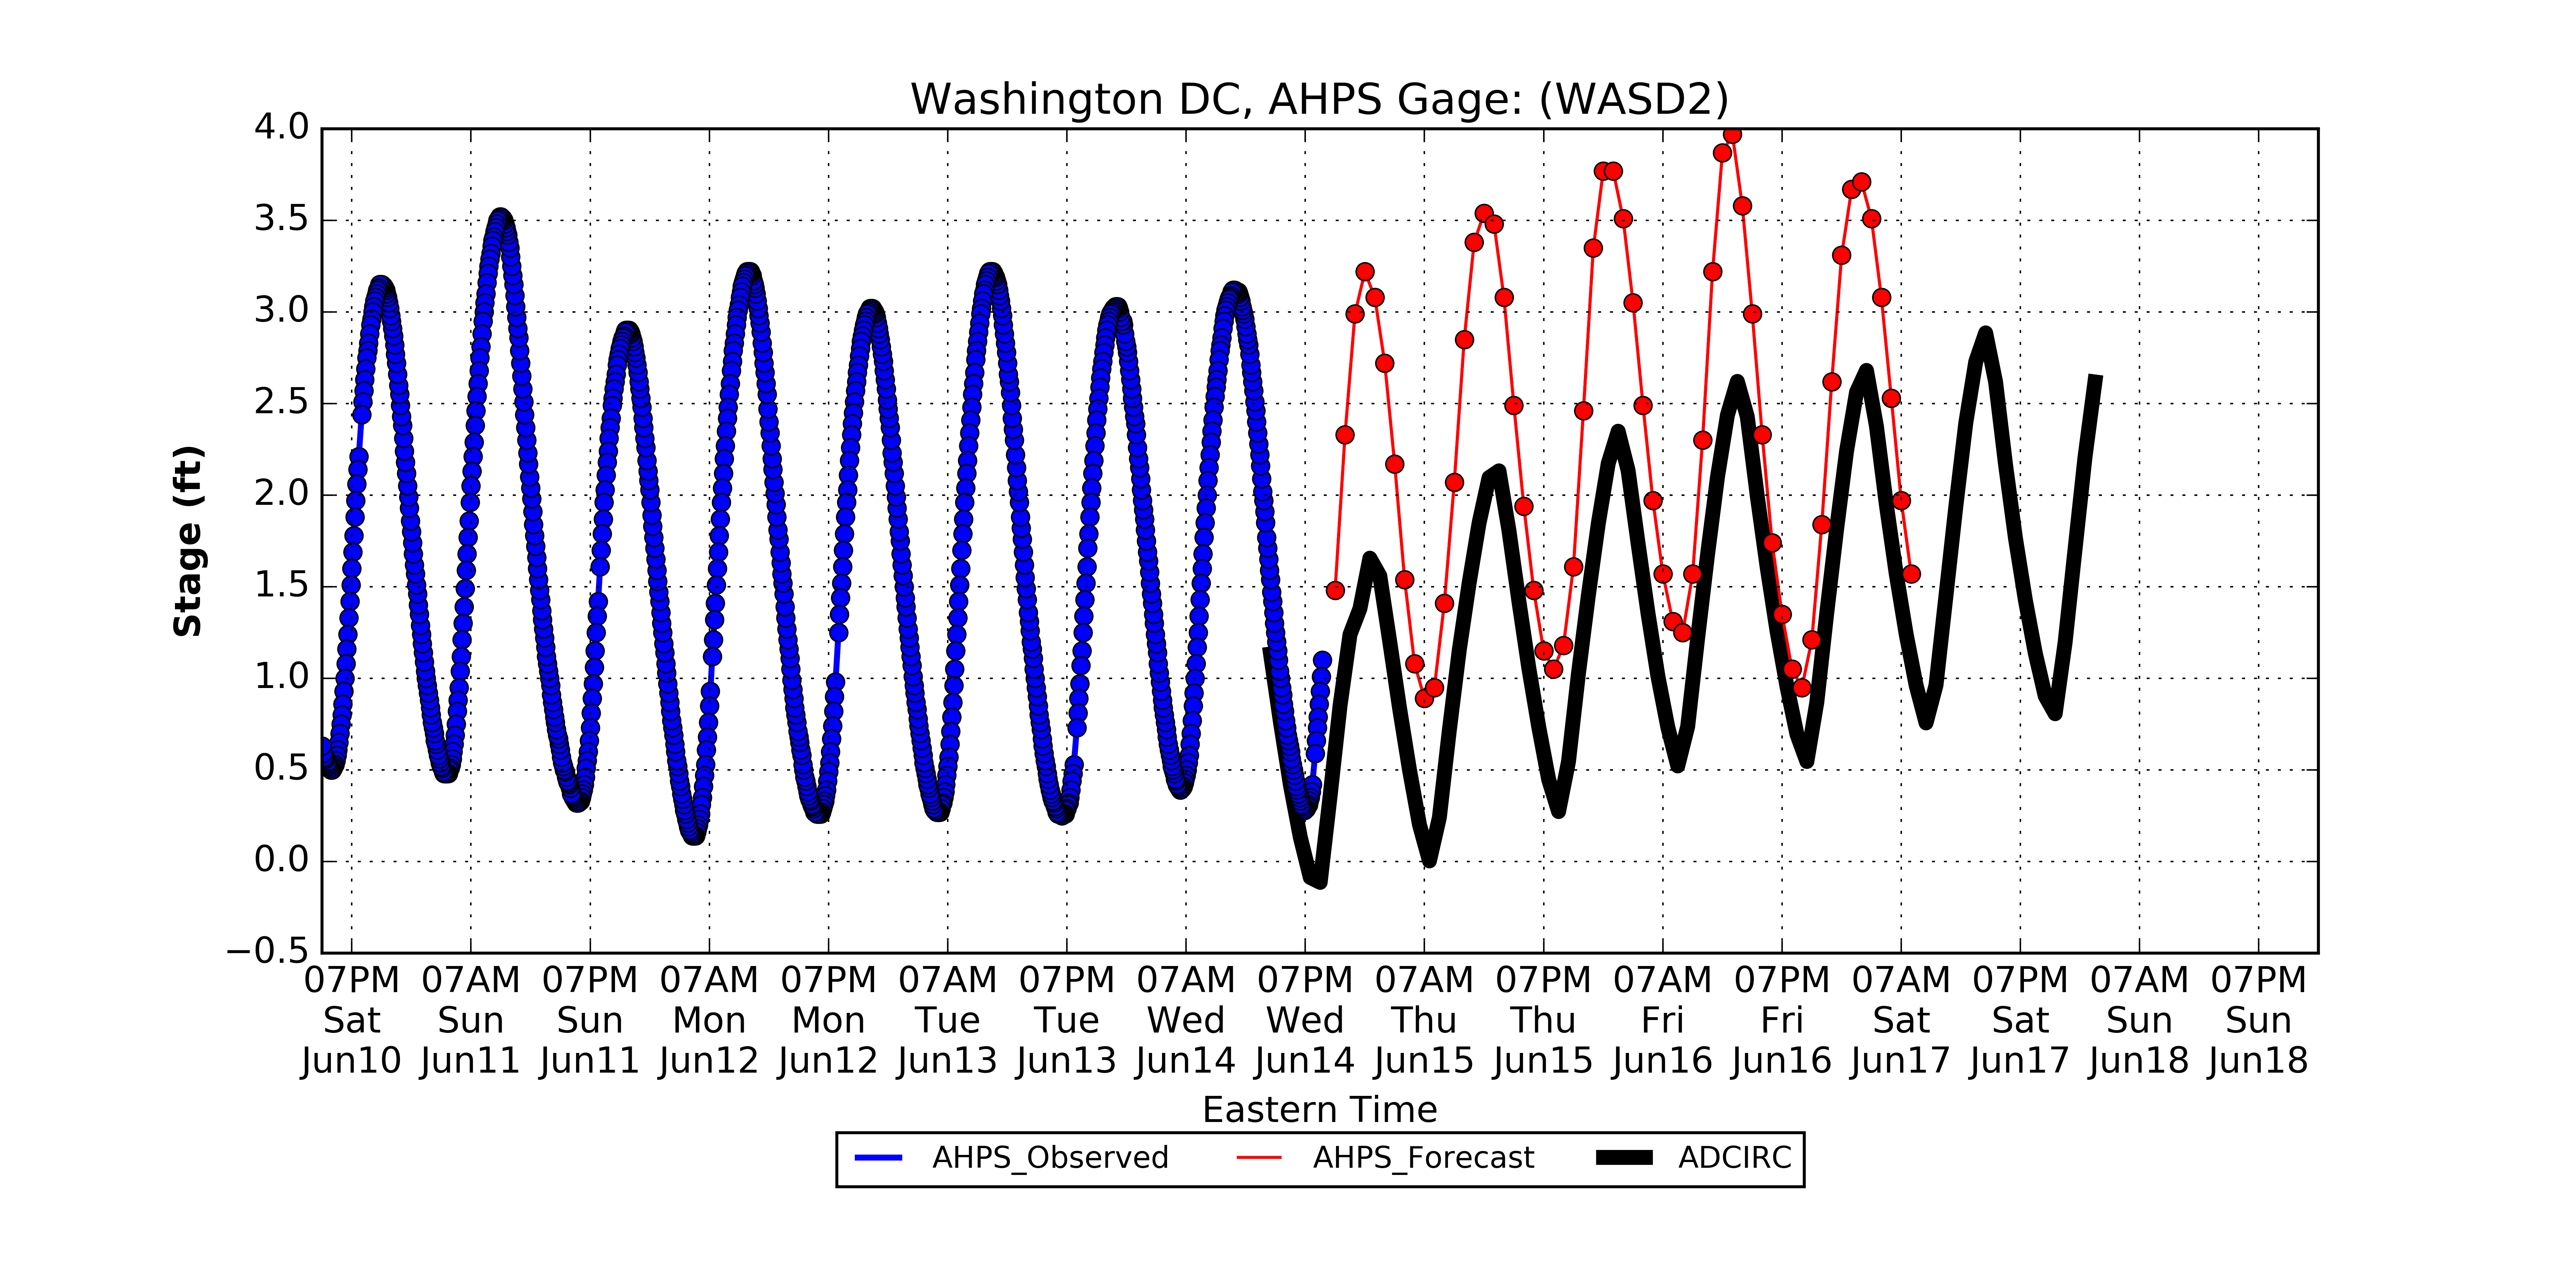 Washington DC, AHPS Gage: (WASD2)
4.0
3.5
3.0
2.5
2.0
1.5
1.0
0.5
0.0
−0.5
Stage (ft)
07PM 07AM 07PM 07AM 07PM 07AM 07PM 07AM 07PM 07AM 07PM 07AM 07PM 07AM 07PM 07AM 07PM
Sat Sun Sun Mon Mon Tue Tue Wed Wed Thu Thu Fri Fri Sat Sat Sun Sun
Jun10 Jun11 Jun11 Jun12 Jun12 Jun13 Jun13 Jun14 Jun14 Jun15 Jun15 Jun16 Jun16 Jun17 Jun17 Jun18 Jun18
Eastern Time
AHPS_Observed AHPS_Forecast ADCIRC